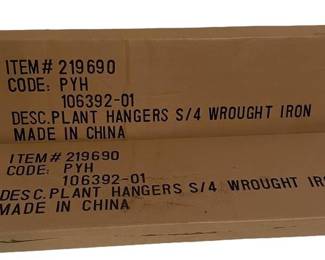 ITEM# 219690
CODE: PYH
106392-01
DESC.PLANT HANGERS S/4 WROUGHT IRON
MADE IN CHINA
ITEM# 219690
CODE: PYH
106392-01
DESC.PLANT HANGERS S/4 WROUGHT IRO
MADE IN CHINA